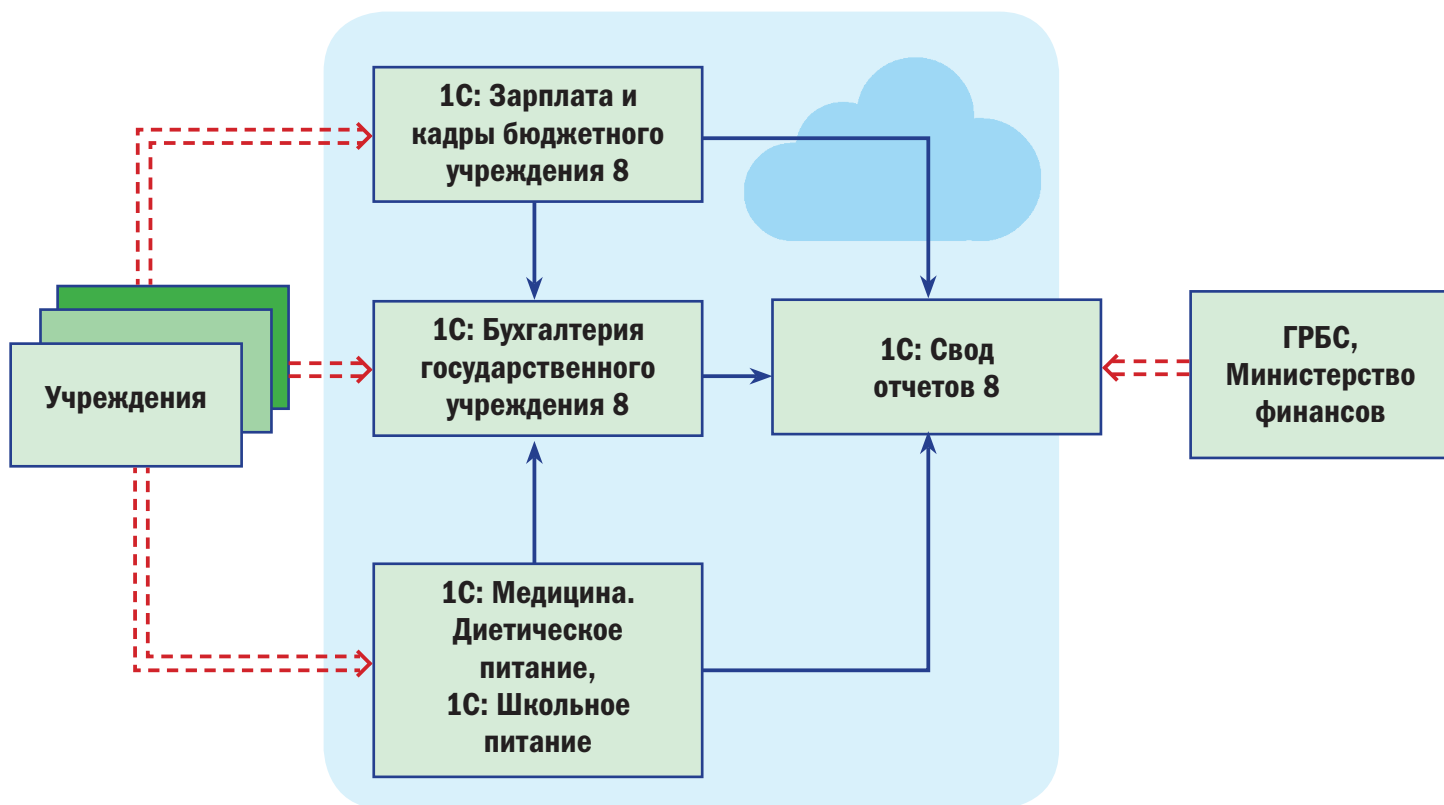 1С: Зарплата и
кадры бюджетного
учреждения 8
Учреждения
1С: Бухгалтерия
государственного
учреждения 8
1С: Свод
отчетов 8
ГРБС,
Министерство
финансов
1С: Медицина.
Диетическое
питание,
1С: Школьное
питание